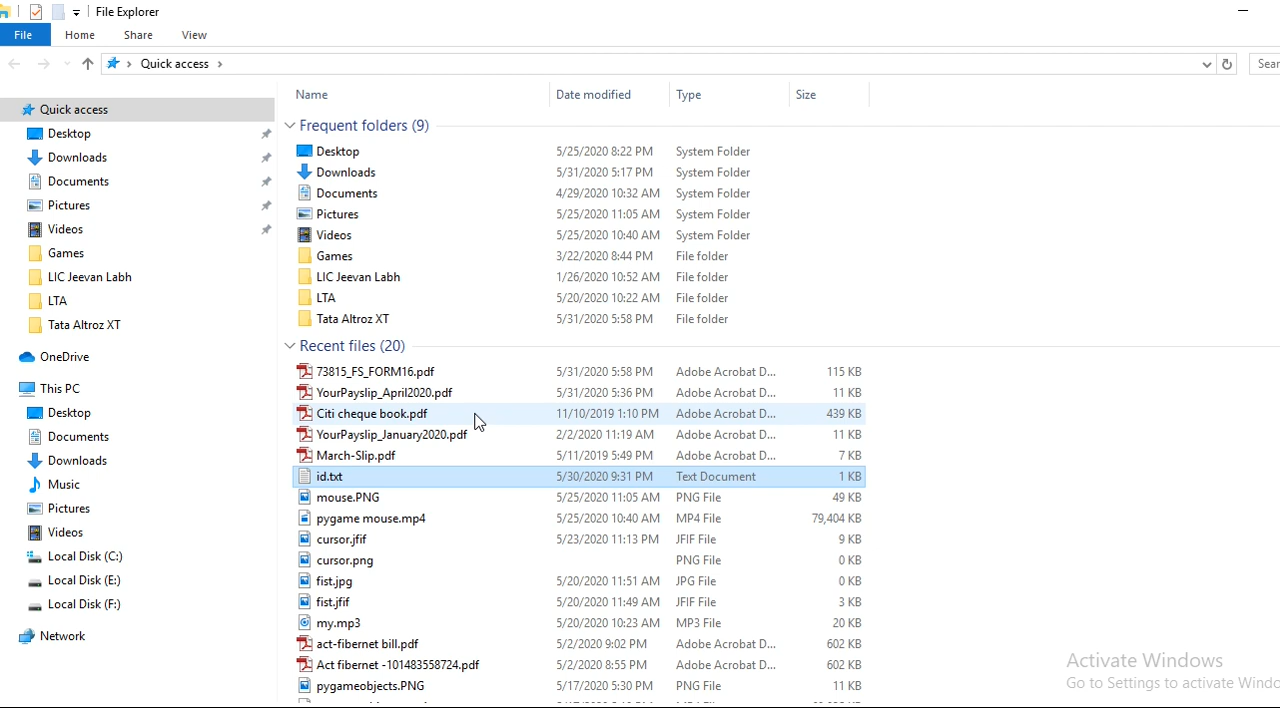 File Explorer
File Home Share View
Quick access
Sear
Name Date modified Type Size
Quick access
Desktop
Downloads
Documents
Pictures
Videos
Games
LIC Jeevan Labh
LTA
Tata Altroz XT
OneDrive
This PC
Desktop
Documents
Downloads
Music
Pictures
Videos
Local Disk (C:)
Local Disk (E:)
Local Disk (F:)
Network
Frequent folders (9)
Desktop 5/25/2020 8:22 PM System Folder
Downloads 5/31/2020 5:17 PM System Folder
Documents 4/29/2020 10:32 AM System Folder
Pictures 5/25/2020 11:05 AM System Folder
Videos 5/25/2020 10:40 AM System Folder
Games 3/22/2020 8:44 PM File folder
LIC Jeevan Labh 1/26/2020 10:52 AM File folder
LTA 5/20/2020 10:22 AM File folder
Tata Altroz XT 5/31/2020 5:58 PM File folder
Recent files (20)
73815_FS_FORM16.pdf 5/31/2020 5:58 PM Adobe Acrobat D... 115 KB
YourPayslip_April2020.pdf 5/31/2020 5:36 PM Adobe Acrobat D... 11 KB
Citi cheque book.pdf 11/10/2019 1:10 PM Adobe Acrobat D... 439 KB
YourPayslip_January2020.pdf 2/2/2020 11:19 AM Adobe Acrobat D... 11 KB
March-Slip.pdf 5/11/2019 5:49 PM Adobe Acrobat D... 7 KB
id.txt 5/30/2020 9:31 PM Text Document 1 KB
mouse.PNG 5/25/2020 11:05 AM PNG File 49 KB
pygame mouse.mp4 5/25/2020 10:40 AM MP4 File 79,404 KB
cursor.jfif 5/23/2020 11:13 PM JFIF File 9 KB
cursor.png PNG File 0 KB
fist.jpg 5/20/2020 11:51 AM JPG File 0 KB
fist.jfif 5/20/2020 11:49 AM JFIF File 3 KB
my.mp3 5/20/2020 10:23 AM MP3 File 20 KB
act-fibernet bill.pdf 5/2/2020 9:02 PM Adobe Acrobat D... 602 KB
Act fibernet -101483558724.pdf 5/2/2020 8:55 PM Adobe Acrobat D... 602 KB
pygameobjects.PNG 5/17/2020 5:30 PM PNG File 11 KB
Activate Windows
Go to Settings to activate Windo